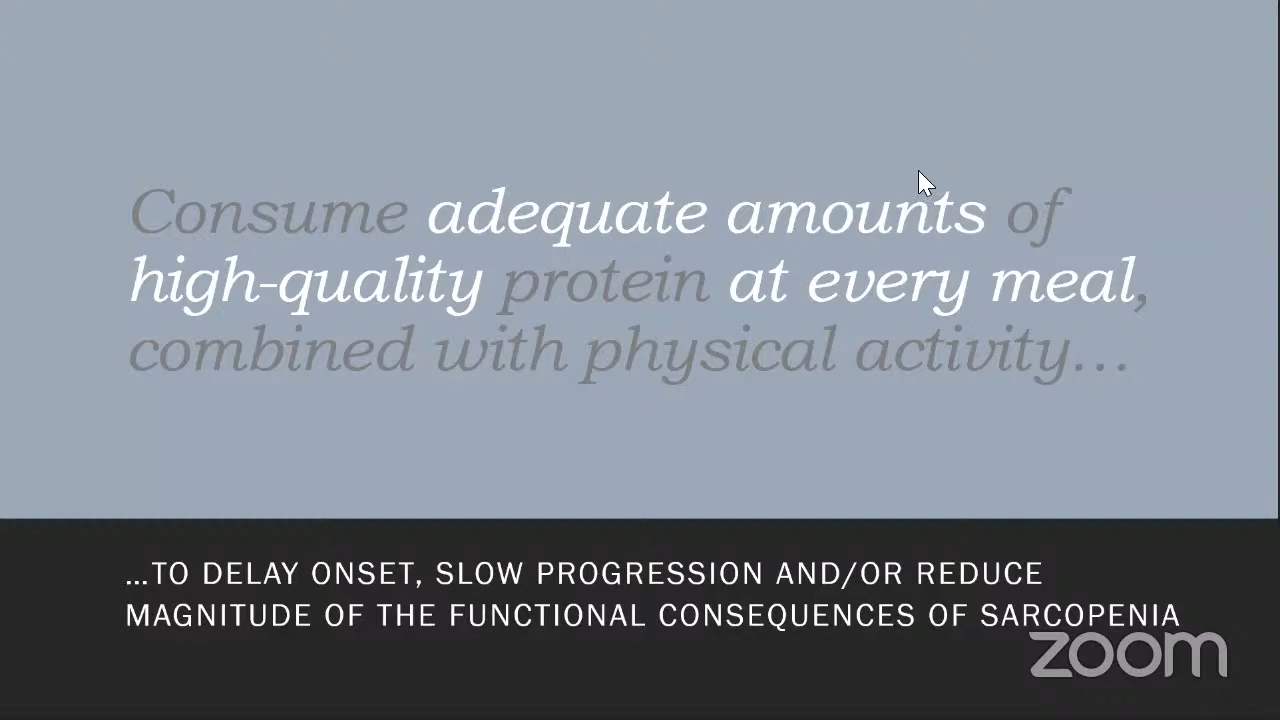 Consume adequate amounts of
high-quality protein at every meal,
combined with physical activity...
...TO DELAY ONSET, SLOW PROGRESSION AND/OR REDUCE
MAGNITUDE OF THE FUNCTIONAL CONSEQUENCES OF SARCOPENIA
zoom